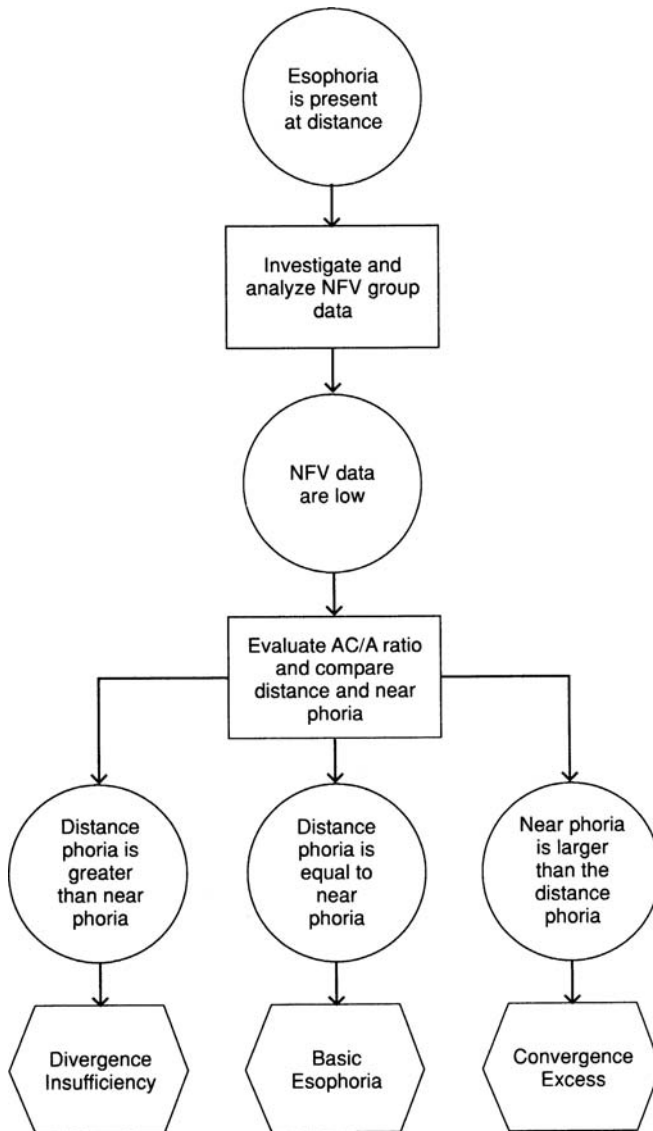 Esophoria
is present
at distance
Investigate and
analyze NFV group
data
NFV data
are low
Evaluate AC/A ratio
and compare
distance and near
phoria
Distance
phoria is
greater
than near
phoria
Distance
phoria is
equal to
near
phoria
Near phoria
is larger
than the
distance
phoria
Divergence
Insufficiency
Basic
Esophoria
Convergence
Excess